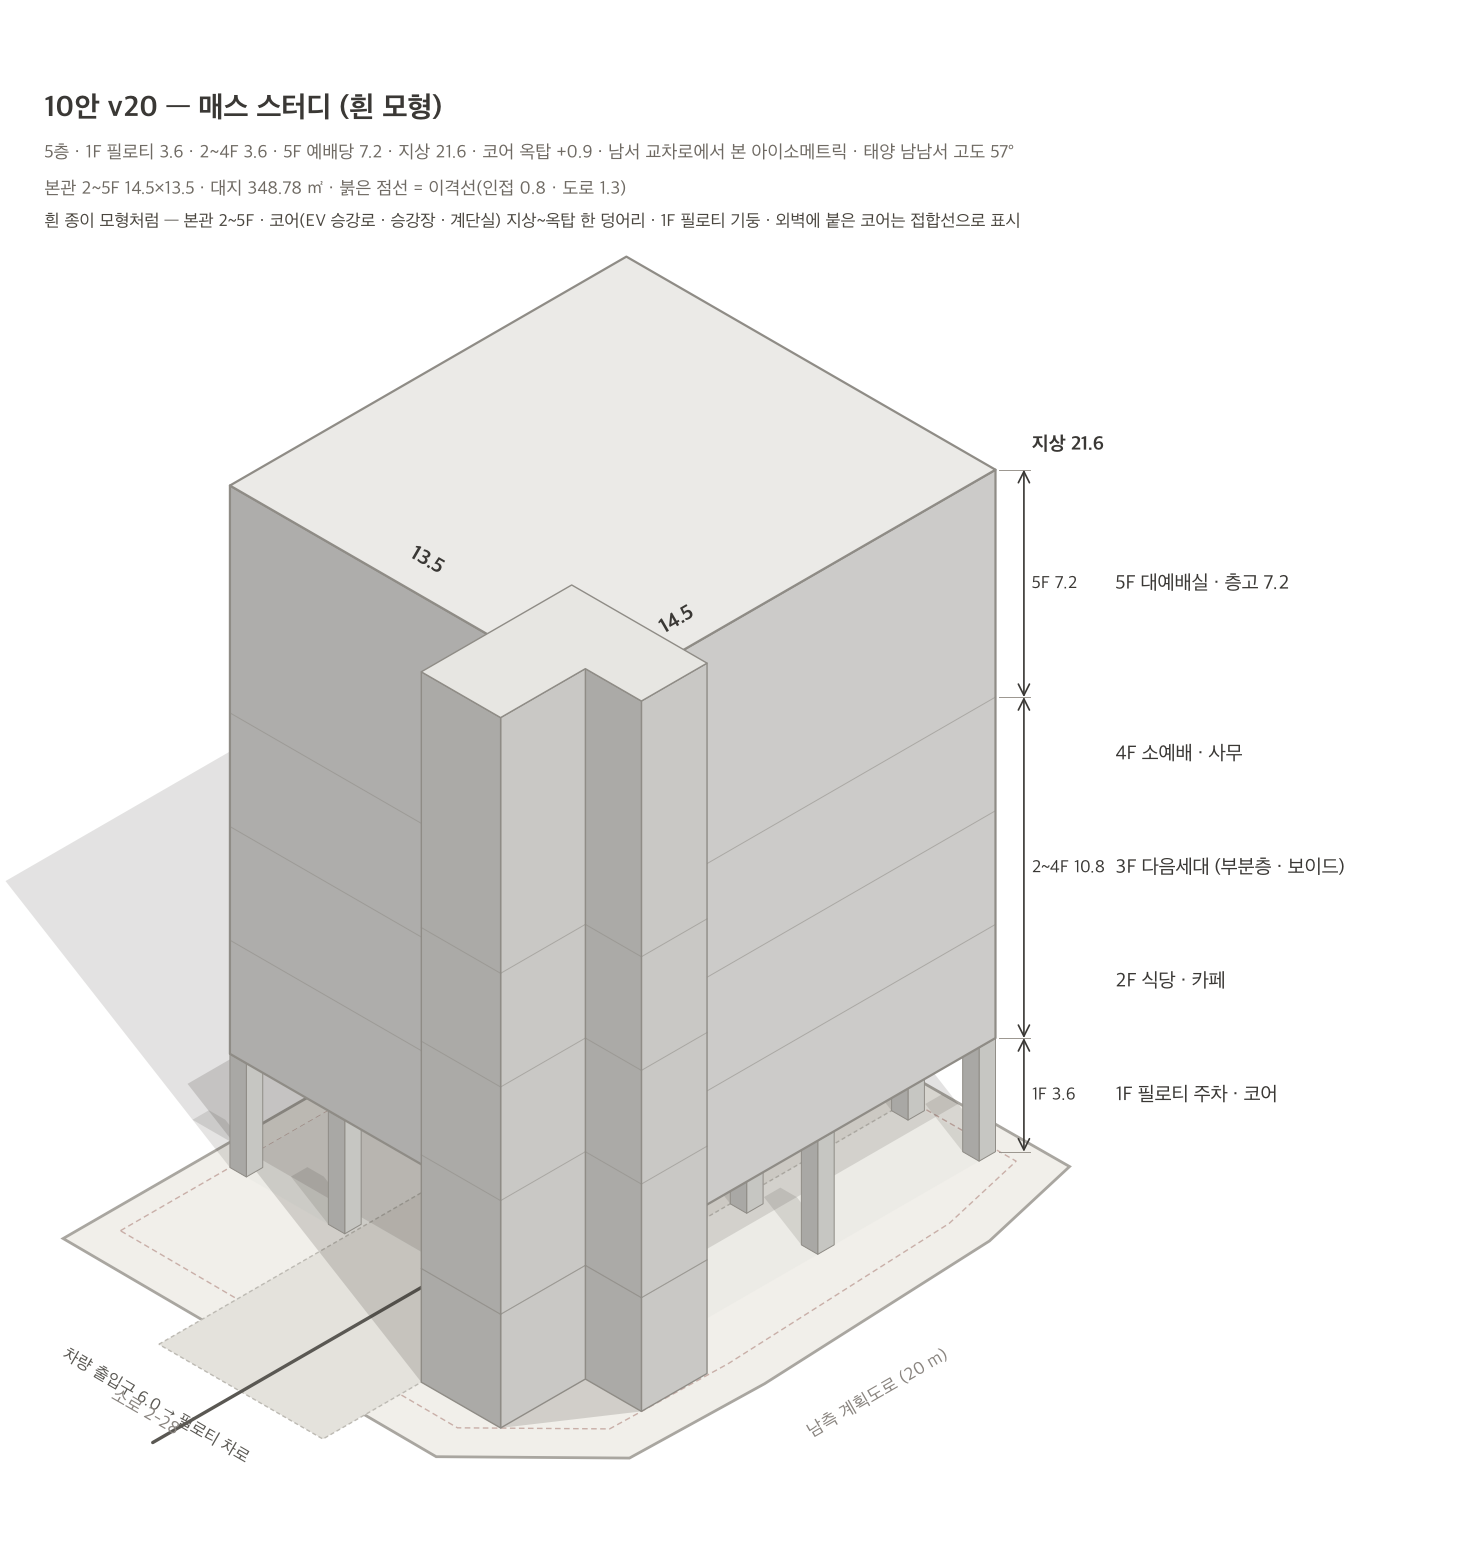 10안 v20 — 매스 스터디 (흰 모형)
5층 · 1F 필로티 3.6 · 2~4F 3.6 · 5F 예배당 7.2 · 지상 21.6 · 코어 옥탑 +0.9 · 남서 교차로에서 본 아이소메트릭 · 태양 남남서 고도 57°
본관 2~5F 14.5×13.5 · 대지 348.78 ㎡ · 붉은 점선 = 이격선(인접 0.8 · 도로 1.3)
흰 종이 모형처럼 — 본관 2~5F · 코어(EV 승강로 · 승강장 · 계단실) 지상~옥탑 한 덩어리 · 1F 필로티 기둥 · 외벽에 붙은 코어는 접합선으로 표시
지상 21.6
13.5
14.5
5F 7.2 5F 대예배실 · 층고 7.2
4F 소예배 · 사무
2~4F 10.8 3F 다음세대 (부분층 · 보이드)
2F 식당 · 카페
1F 3.6 1F 필로티 주차 · 코어
차량 출입구 6.0 → 필로티 차로
소로 2-28
남측 계획도로 (20 m)